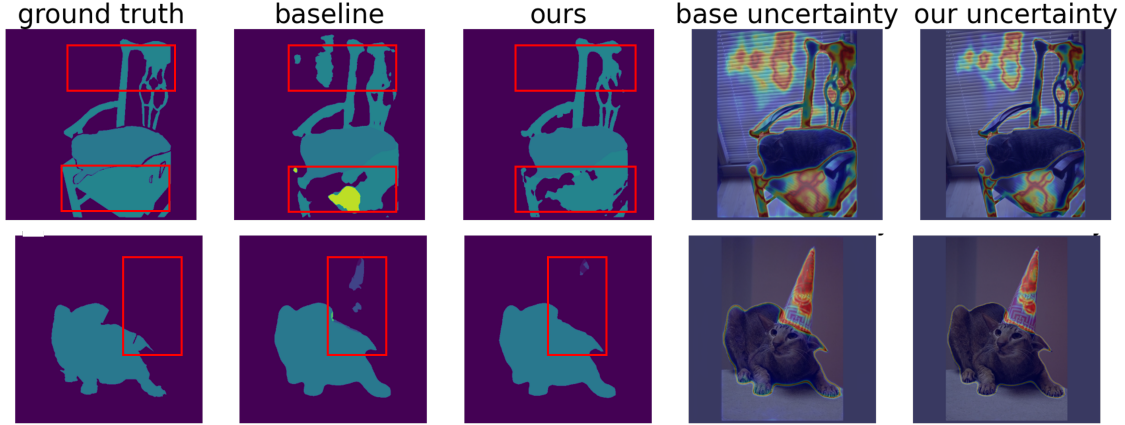 ground truth
baseline
ours
base uncertainty
our uncertainty